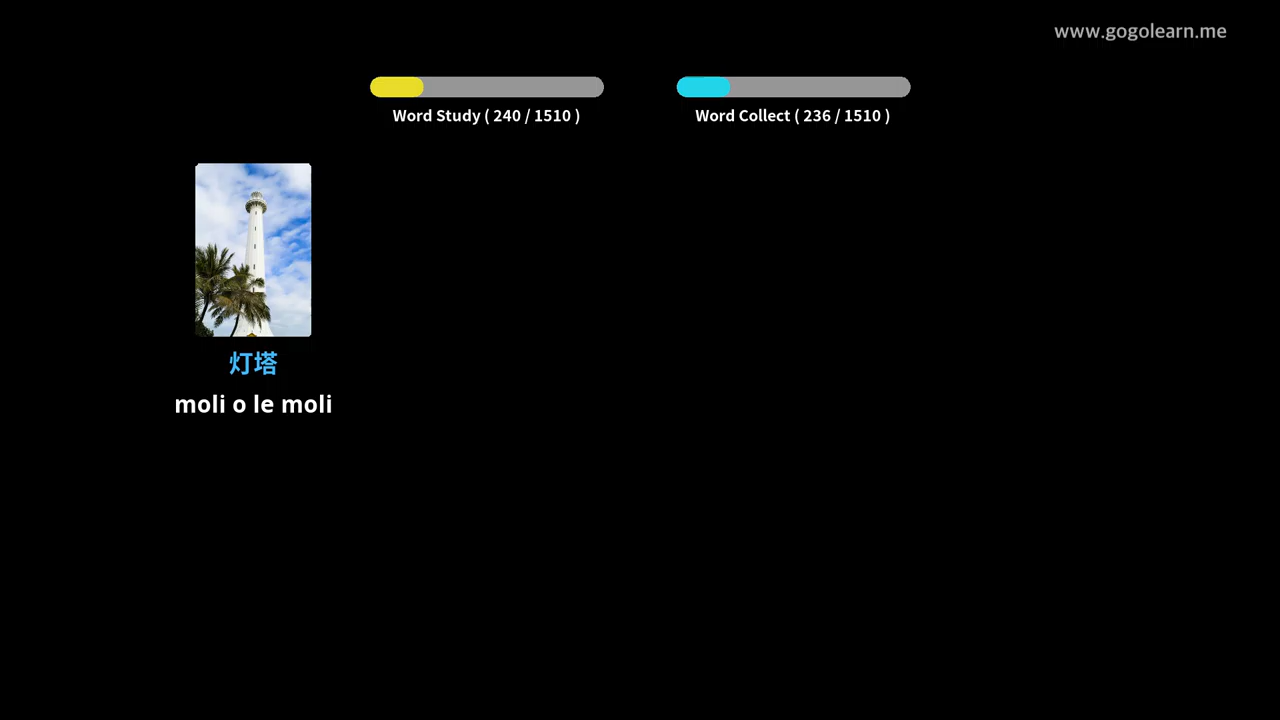 www.gogolearn.me
Word Study ( 240 / 1510 )
Word Collect ( 236 / 1510 )
灯塔
moli o le moli